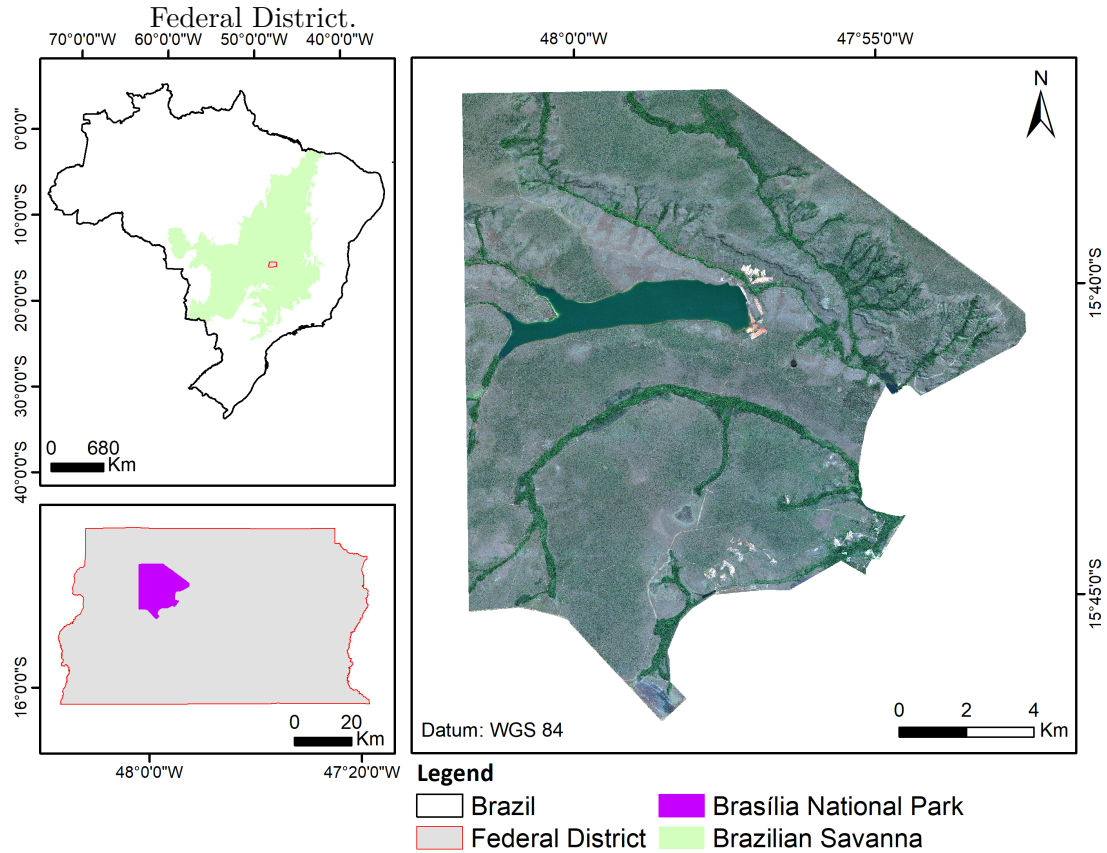 Federal District.
70°0'0"W 60°0'0"W 50°0'0"W 40°0'0"W
0°0'0"
10°0'0"S
20°0'0"S
30°0'0"S
40°0'0"S
0 680
Km
16°0'0"S
0 20
Km
48°0'0"W 47°20'0"W
48°0'0"W 47°55'0"W
N
15°40'0"S
15°45'0"S
Datum: WGS 84
0 2 4
Km
Legend
Brazil
Brasília National Park
Federal District
Brazilian Savanna